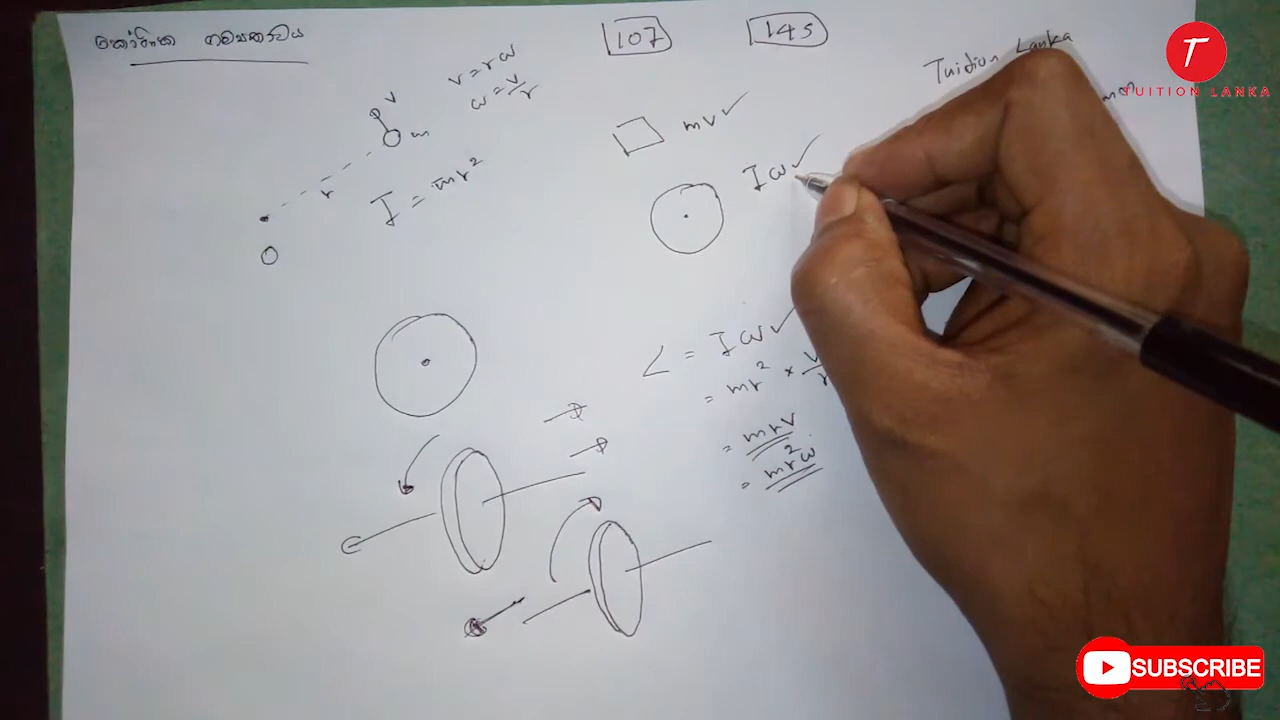 කෝණික ගම්‍යතාවය
107
145
Tuition Lanka
T
TUITION LANKA
v = rω
ω = v/r
v
m
r
I = mr²
O
mv ✓
Iω ✓
L = Iω ✓
= mr² × v/r
= mrv
= mr²ω
SUBSCRIBE